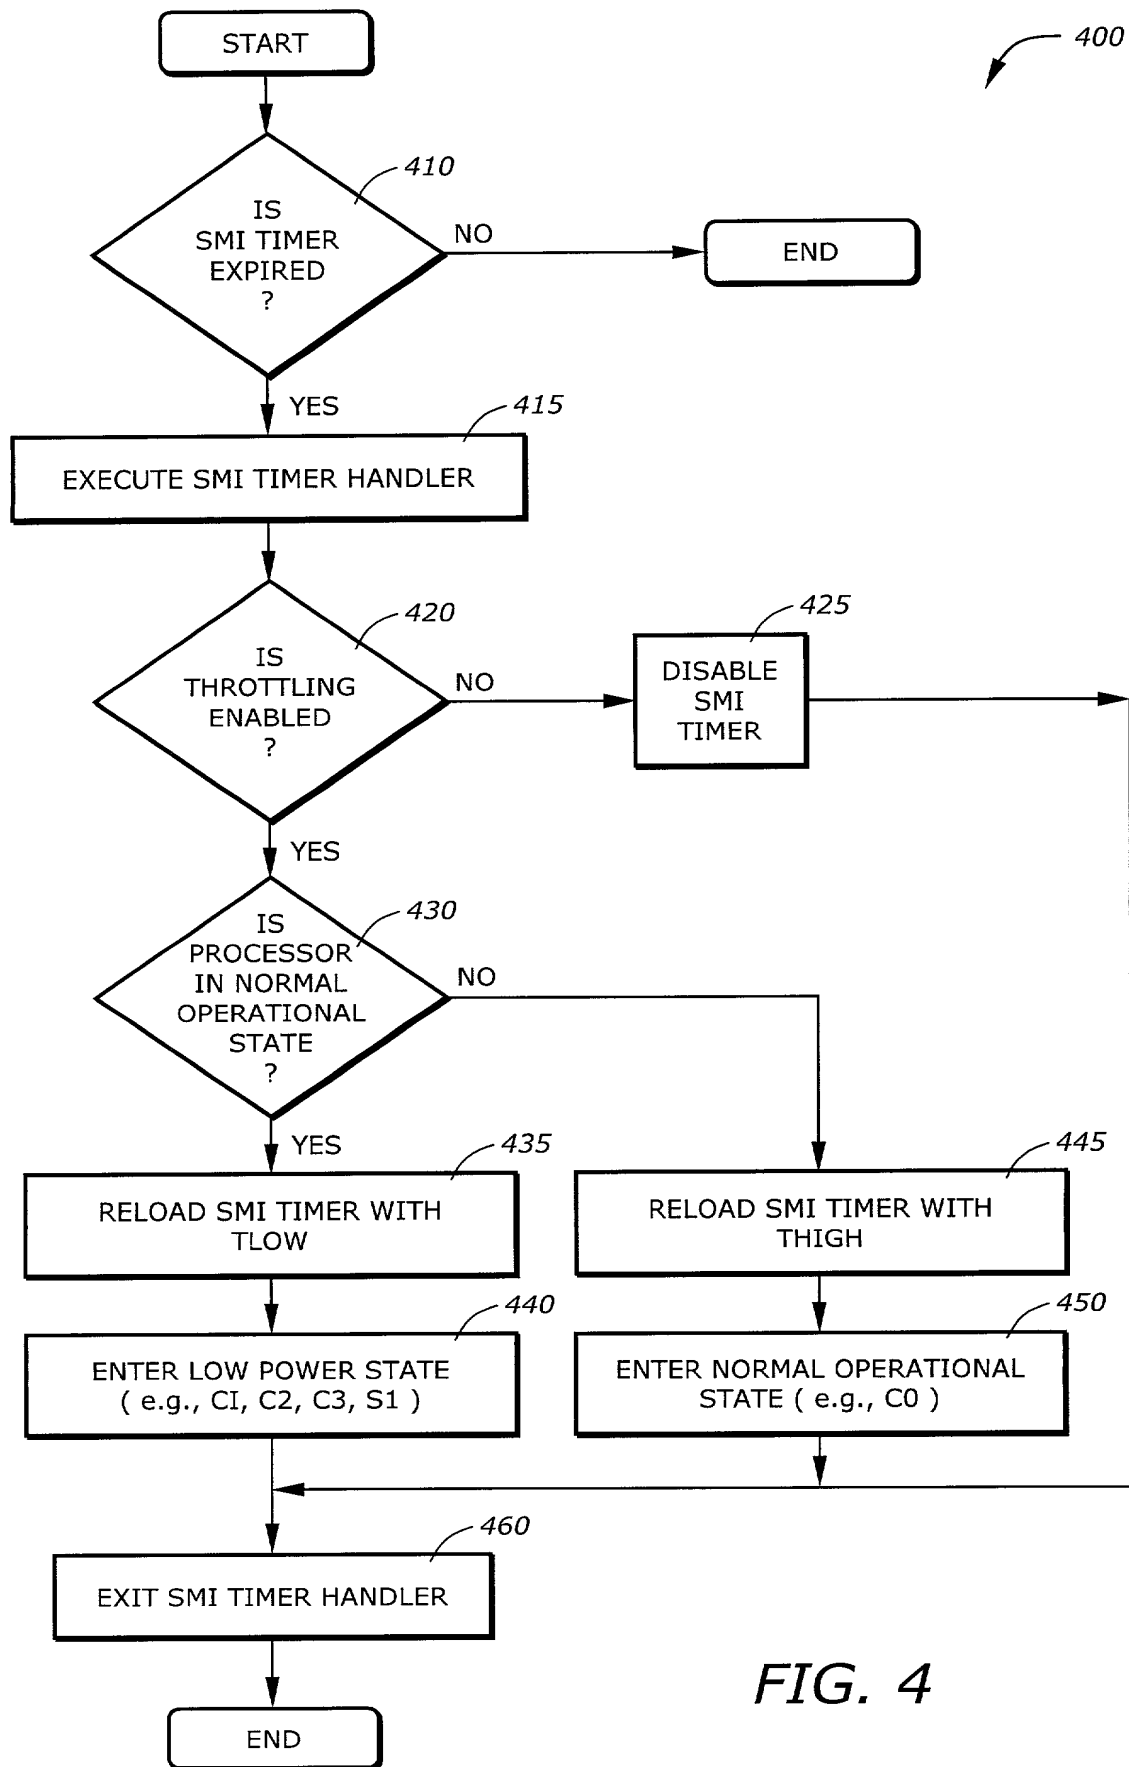 START
400
410
IS
SMI TIMER
EXPIRED
?
NO
END
YES
415
EXECUTE SMI TIMER HANDLER
420
IS
THROTTLING
ENABLED
?
NO
425
DISABLE
SMI
TIMER
YES
430
IS
PROCESSOR
IN NORMAL
OPERATIONAL
STATE
?
NO
YES
435
RELOAD SMI TIMER WITH
TLOW
445
RELOAD SMI TIMER WITH
THIGH
440
ENTER LOW POWER STATE
( e.g., CI, C2, C3, S1 )
450
ENTER NORMAL OPERATIONAL
STATE ( e.g., C0 )
460
EXIT SMI TIMER HANDLER
END
FIG. 4